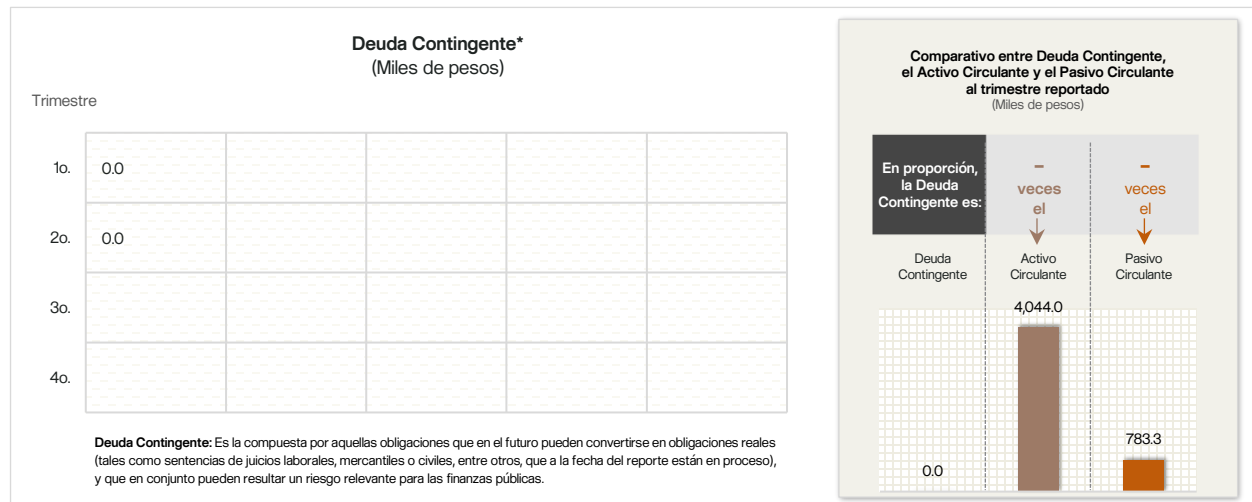 Deuda Contingente*
(Miles de pesos)
Trimestre
1o. 0.0
2o. 0.0
3o.
4o.
Deuda Contingente: Es la compuesta por aquellas obligaciones que en el futuro pueden convertirse en obligaciones reales
(tales como sentencias de juicios laborales, mercantiles o civiles, entre otros, que a la fecha del reporte están en proceso),
y que en conjunto pueden resultar un riesgo relevante para las finanzas públicas.
Comparativo entre Deuda Contingente,
el Activo Circulante y el Pasivo Circulante
al trimestre reportado
(Miles de pesos)
En proporción,
la Deuda
Contingente es:
–
veces
el
–
veces
el
Deuda
Contingente
Activo
Circulante
Pasivo
Circulante
4,044.0
783.3
0.0